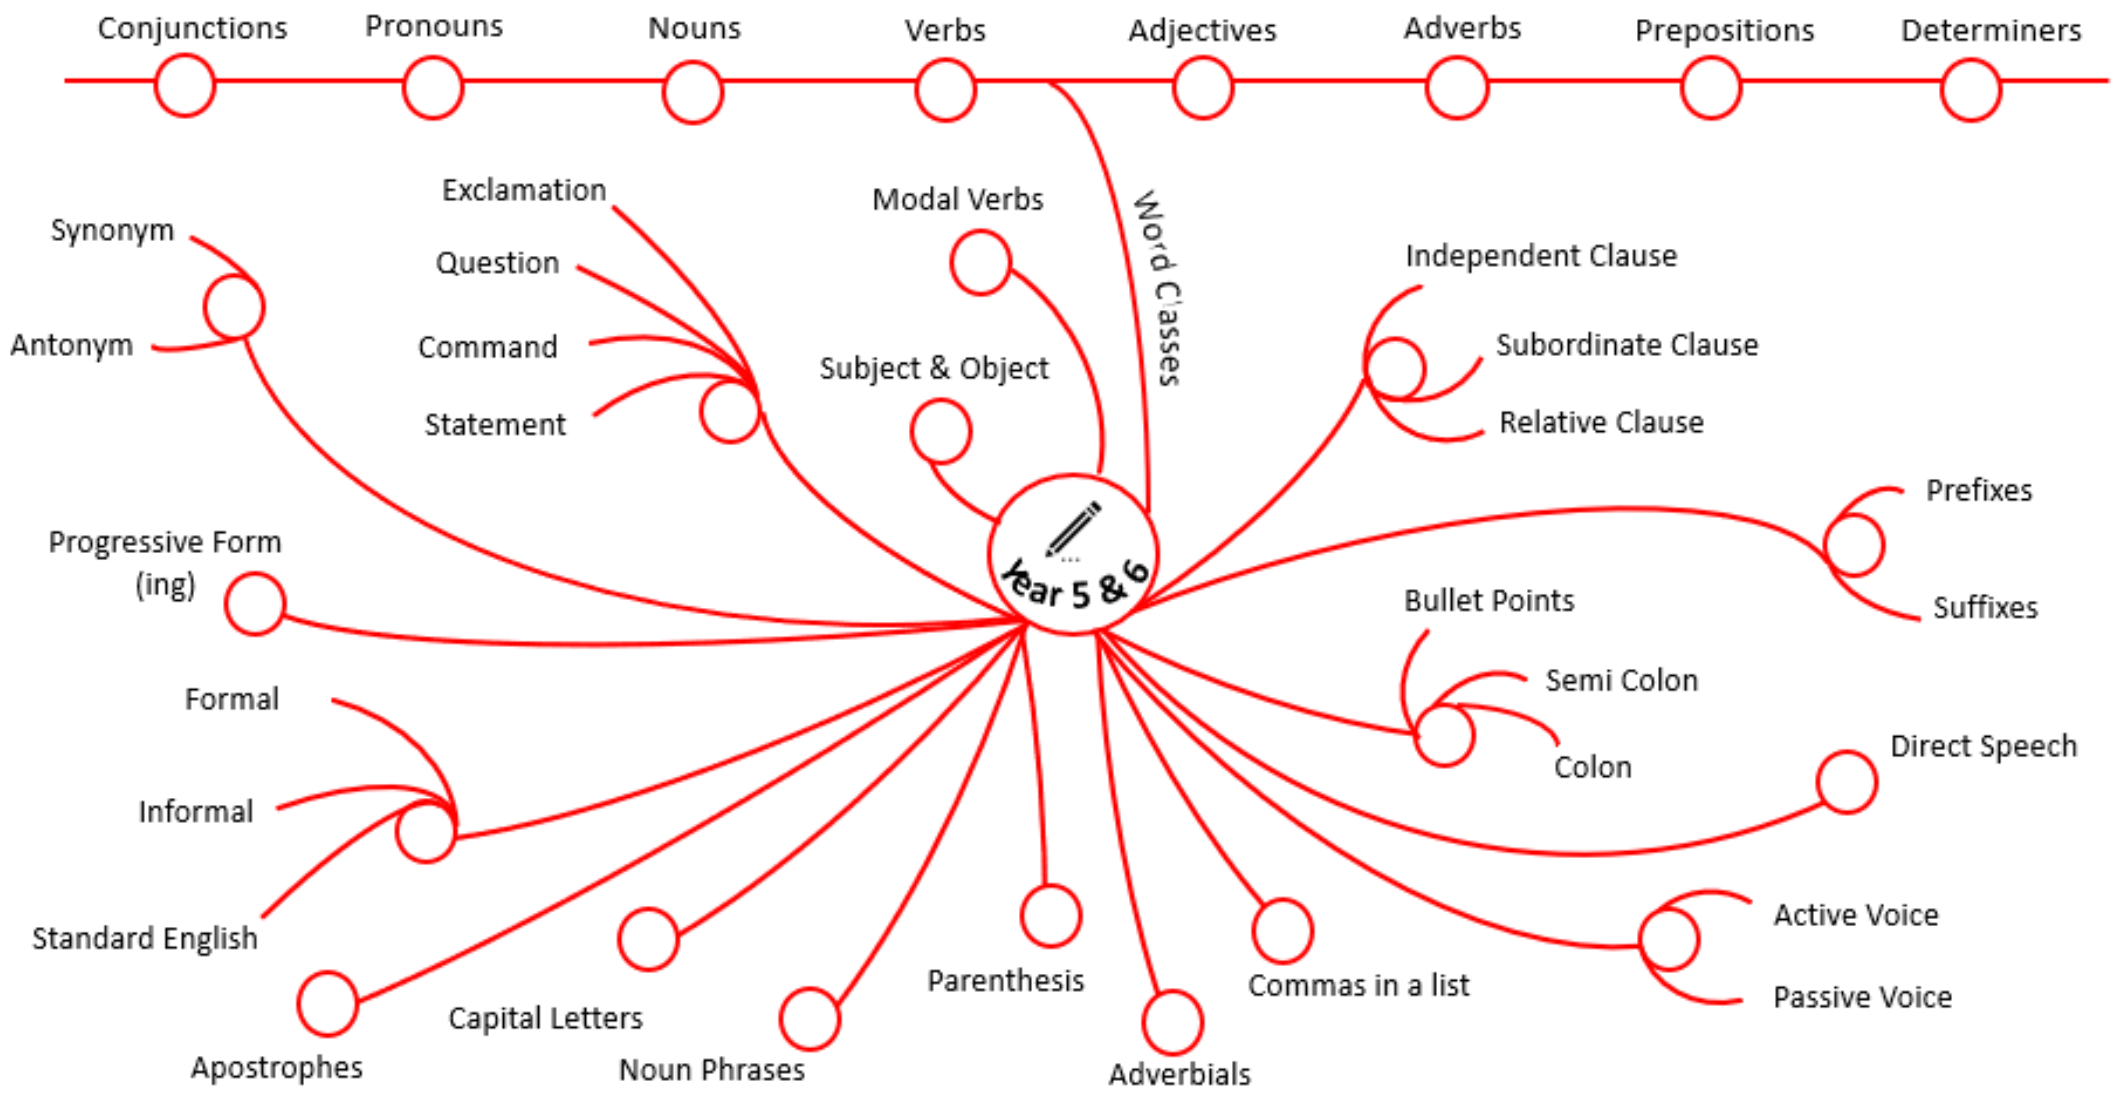 Conjunctions
Pronouns
Nouns
Verbs
Adjectives
Adverbs
Prepositions
Determiners
Word Classes
Synonym
Antonym
Exclamation
Question
Command
Statement
Modal Verbs
Subject & Object
Independent Clause
Subordinate Clause
Relative Clause
Prefixes
Suffixes
Progressive Form
(ing)
...
Year 5 & 6
Bullet Points
Semi Colon
Colon
Direct Speech
Formal
Informal
Standard English
Active Voice
Passive Voice
Apostrophes
Capital Letters
Noun Phrases
Parenthesis
Adverbials
Commas in a list